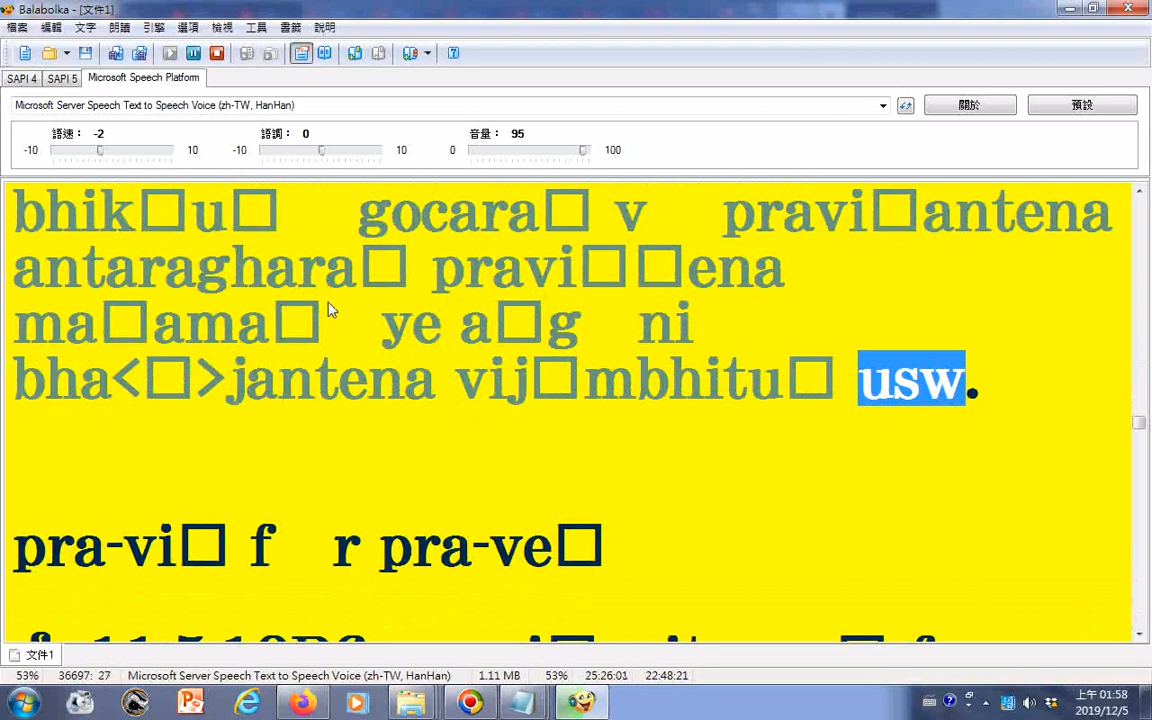 Balabolka - [文件1]
檔案 編輯 文字 朗讀 引擎 選項 檢視 工具 書籤 說明
SAPI 4 SAPI 5 Microsoft Speech Platform
Microsoft Server Speech Text to Speech Voice (zh-TW, HanHan) 關於 預設
語速： -2 語調： 0 音量： 95
-10 10 -10 10 0 100
bhik□u□ gocara□ v pravi□antena
antaraghara□ pravi□□ena
ma□ama□ ye a□g ni
bha<□>jantena vij□mbhitu□ usw.
pra-vi□ f r pra-ve□
文件1
53% 36697: 27 Microsoft Server Speech Text to Speech Voice (zh-TW, HanHan) 1.11 MB 53% 25:26:01 22:48:21
上午 01:58
2019/12/5